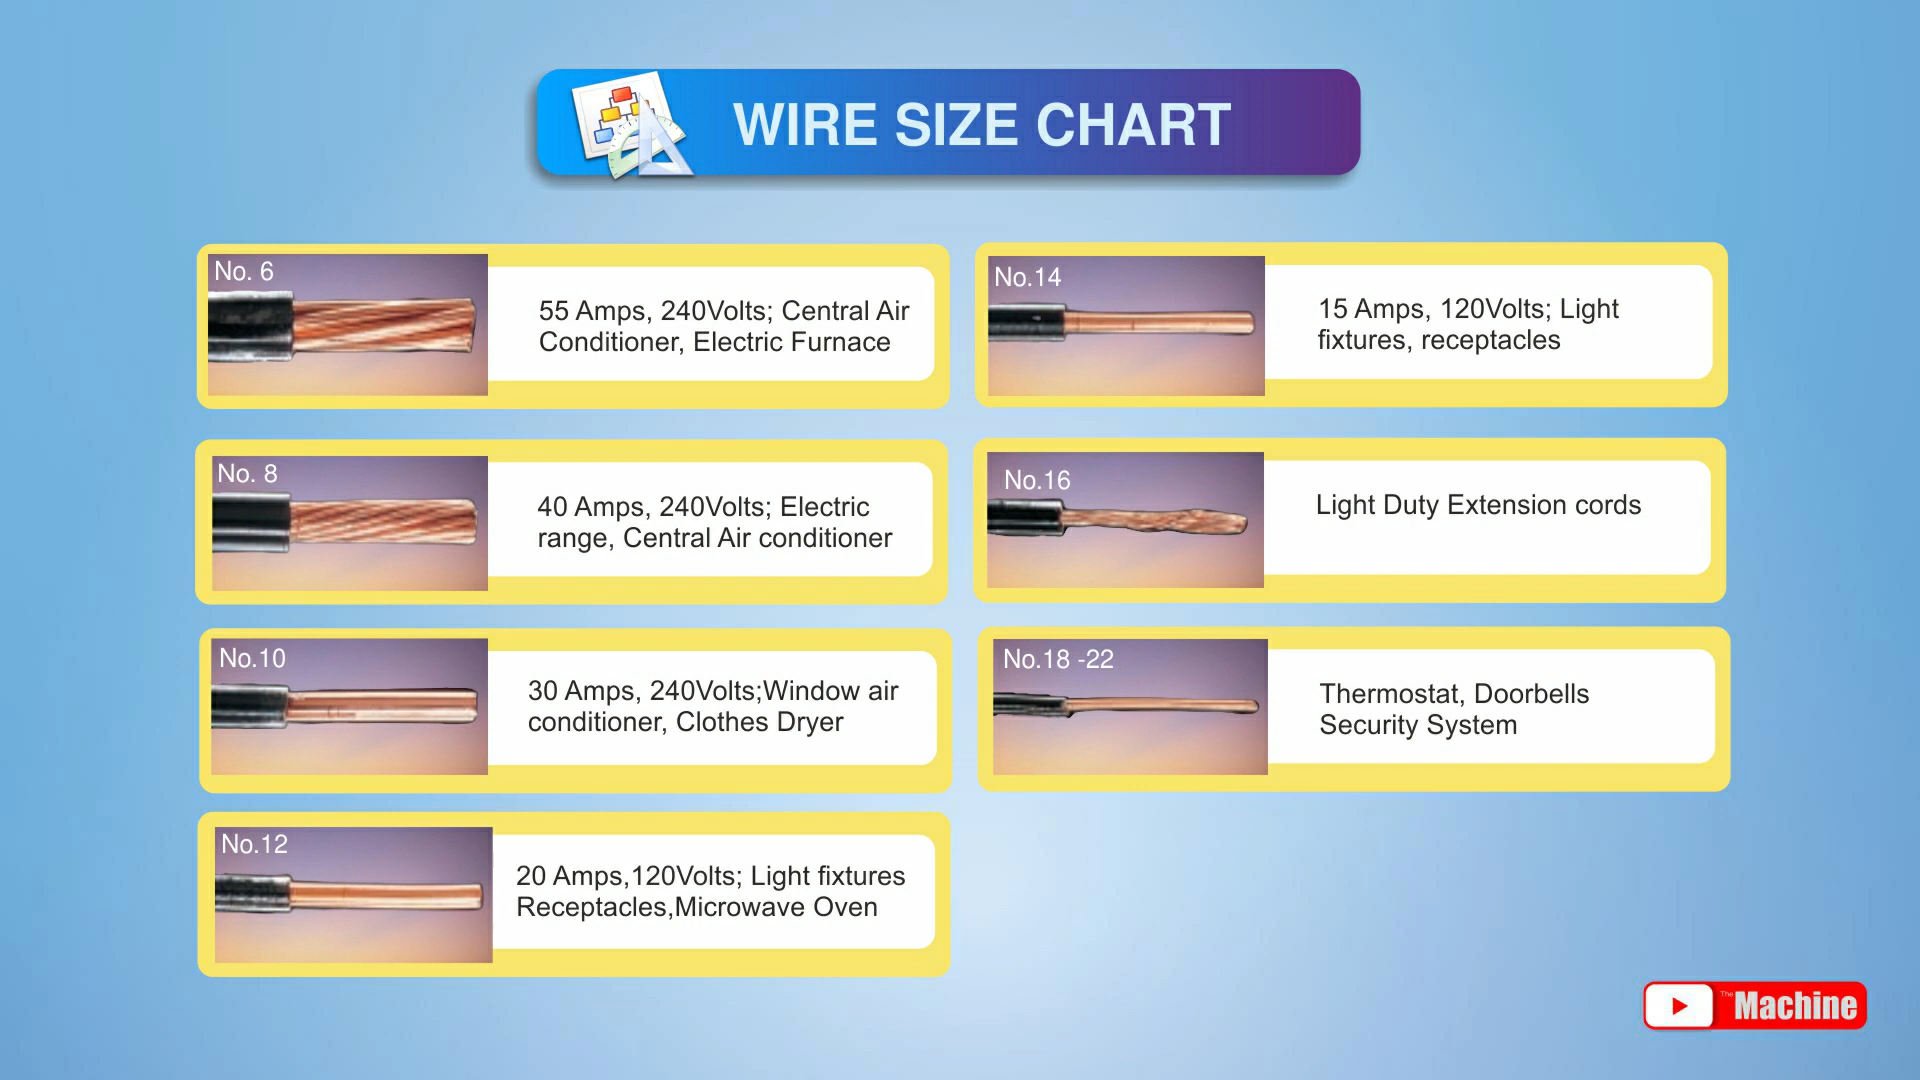 WIRE SIZE CHART
No. 6
55 Amps, 240Volts; Central Air
Conditioner, Electric Furnace
No. 8
40 Amps, 240Volts; Electric
range, Central Air conditioner
No.10
30 Amps, 240Volts;Window air
conditioner, Clothes Dryer
No.12
20 Amps,120Volts; Light fixtures
Receptacles,Microwave Oven
No.14
15 Amps, 120Volts; Light
fixtures, receptacles
No.16
Light Duty Extension cords
No.18 -22
Thermostat, Doorbells
Security System
The Machine